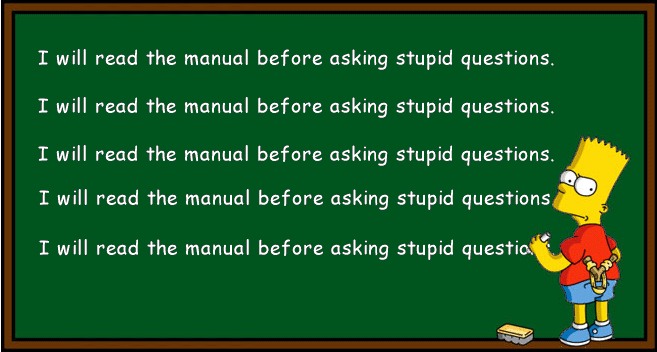 I will read the manual before asking stupid questions.
I will read the manual before asking stupid questions.
I will read the manual before asking stupid questions.
I will read the manual before asking stupid questions
I will read the manual before asking stupid questio